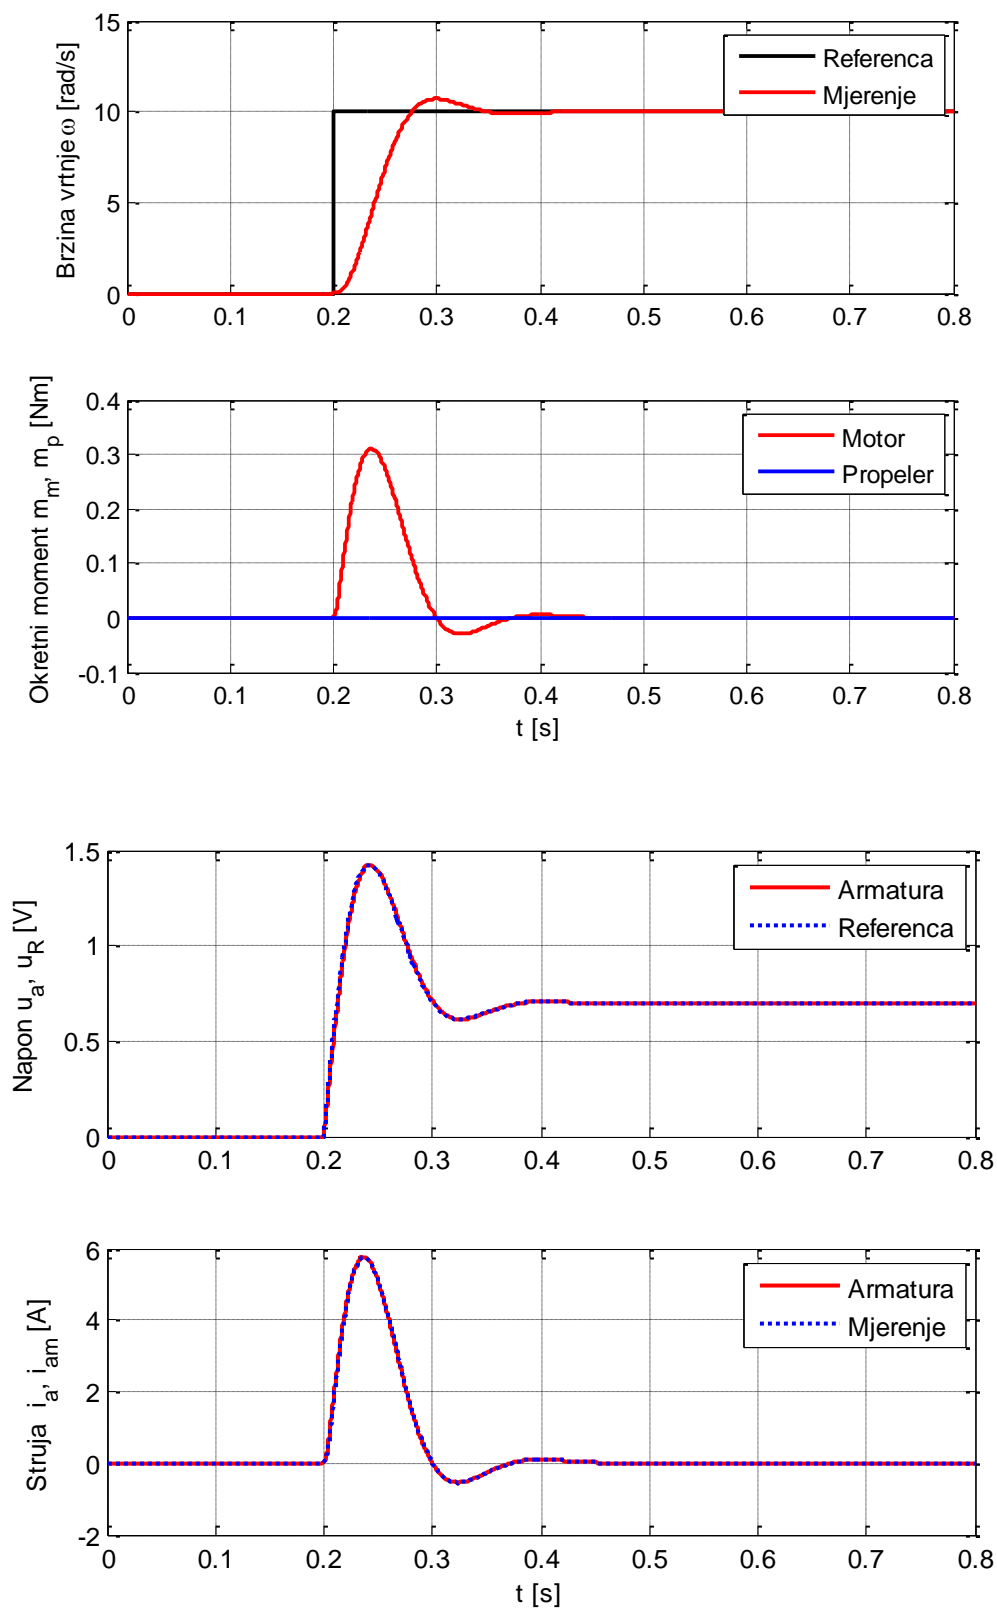 15
10
5
0
Brzina vrtnje ω [rad/s]
Referenca
Mjerenje
0 0.1 0.2 0.3 0.4 0.5 0.6 0.7 0.8
0.4
0.3
0.2
0.1
0
-0.1
Okretni moment m_m, m_p [Nm]
Motor
Propeler
0 0.1 0.2 0.3 0.4 0.5 0.6 0.7 0.8
t [s]
1.5
1
0.5
0
Napon u_a, u_R [V]
Armatura
Referenca
0 0.1 0.2 0.3 0.4 0.5 0.6 0.7 0.8
6
4
2
0
-2
Struja i_a, i_am [A]
Armatura
Mjerenje
0 0.1 0.2 0.3 0.4 0.5 0.6 0.7 0.8
t [s]